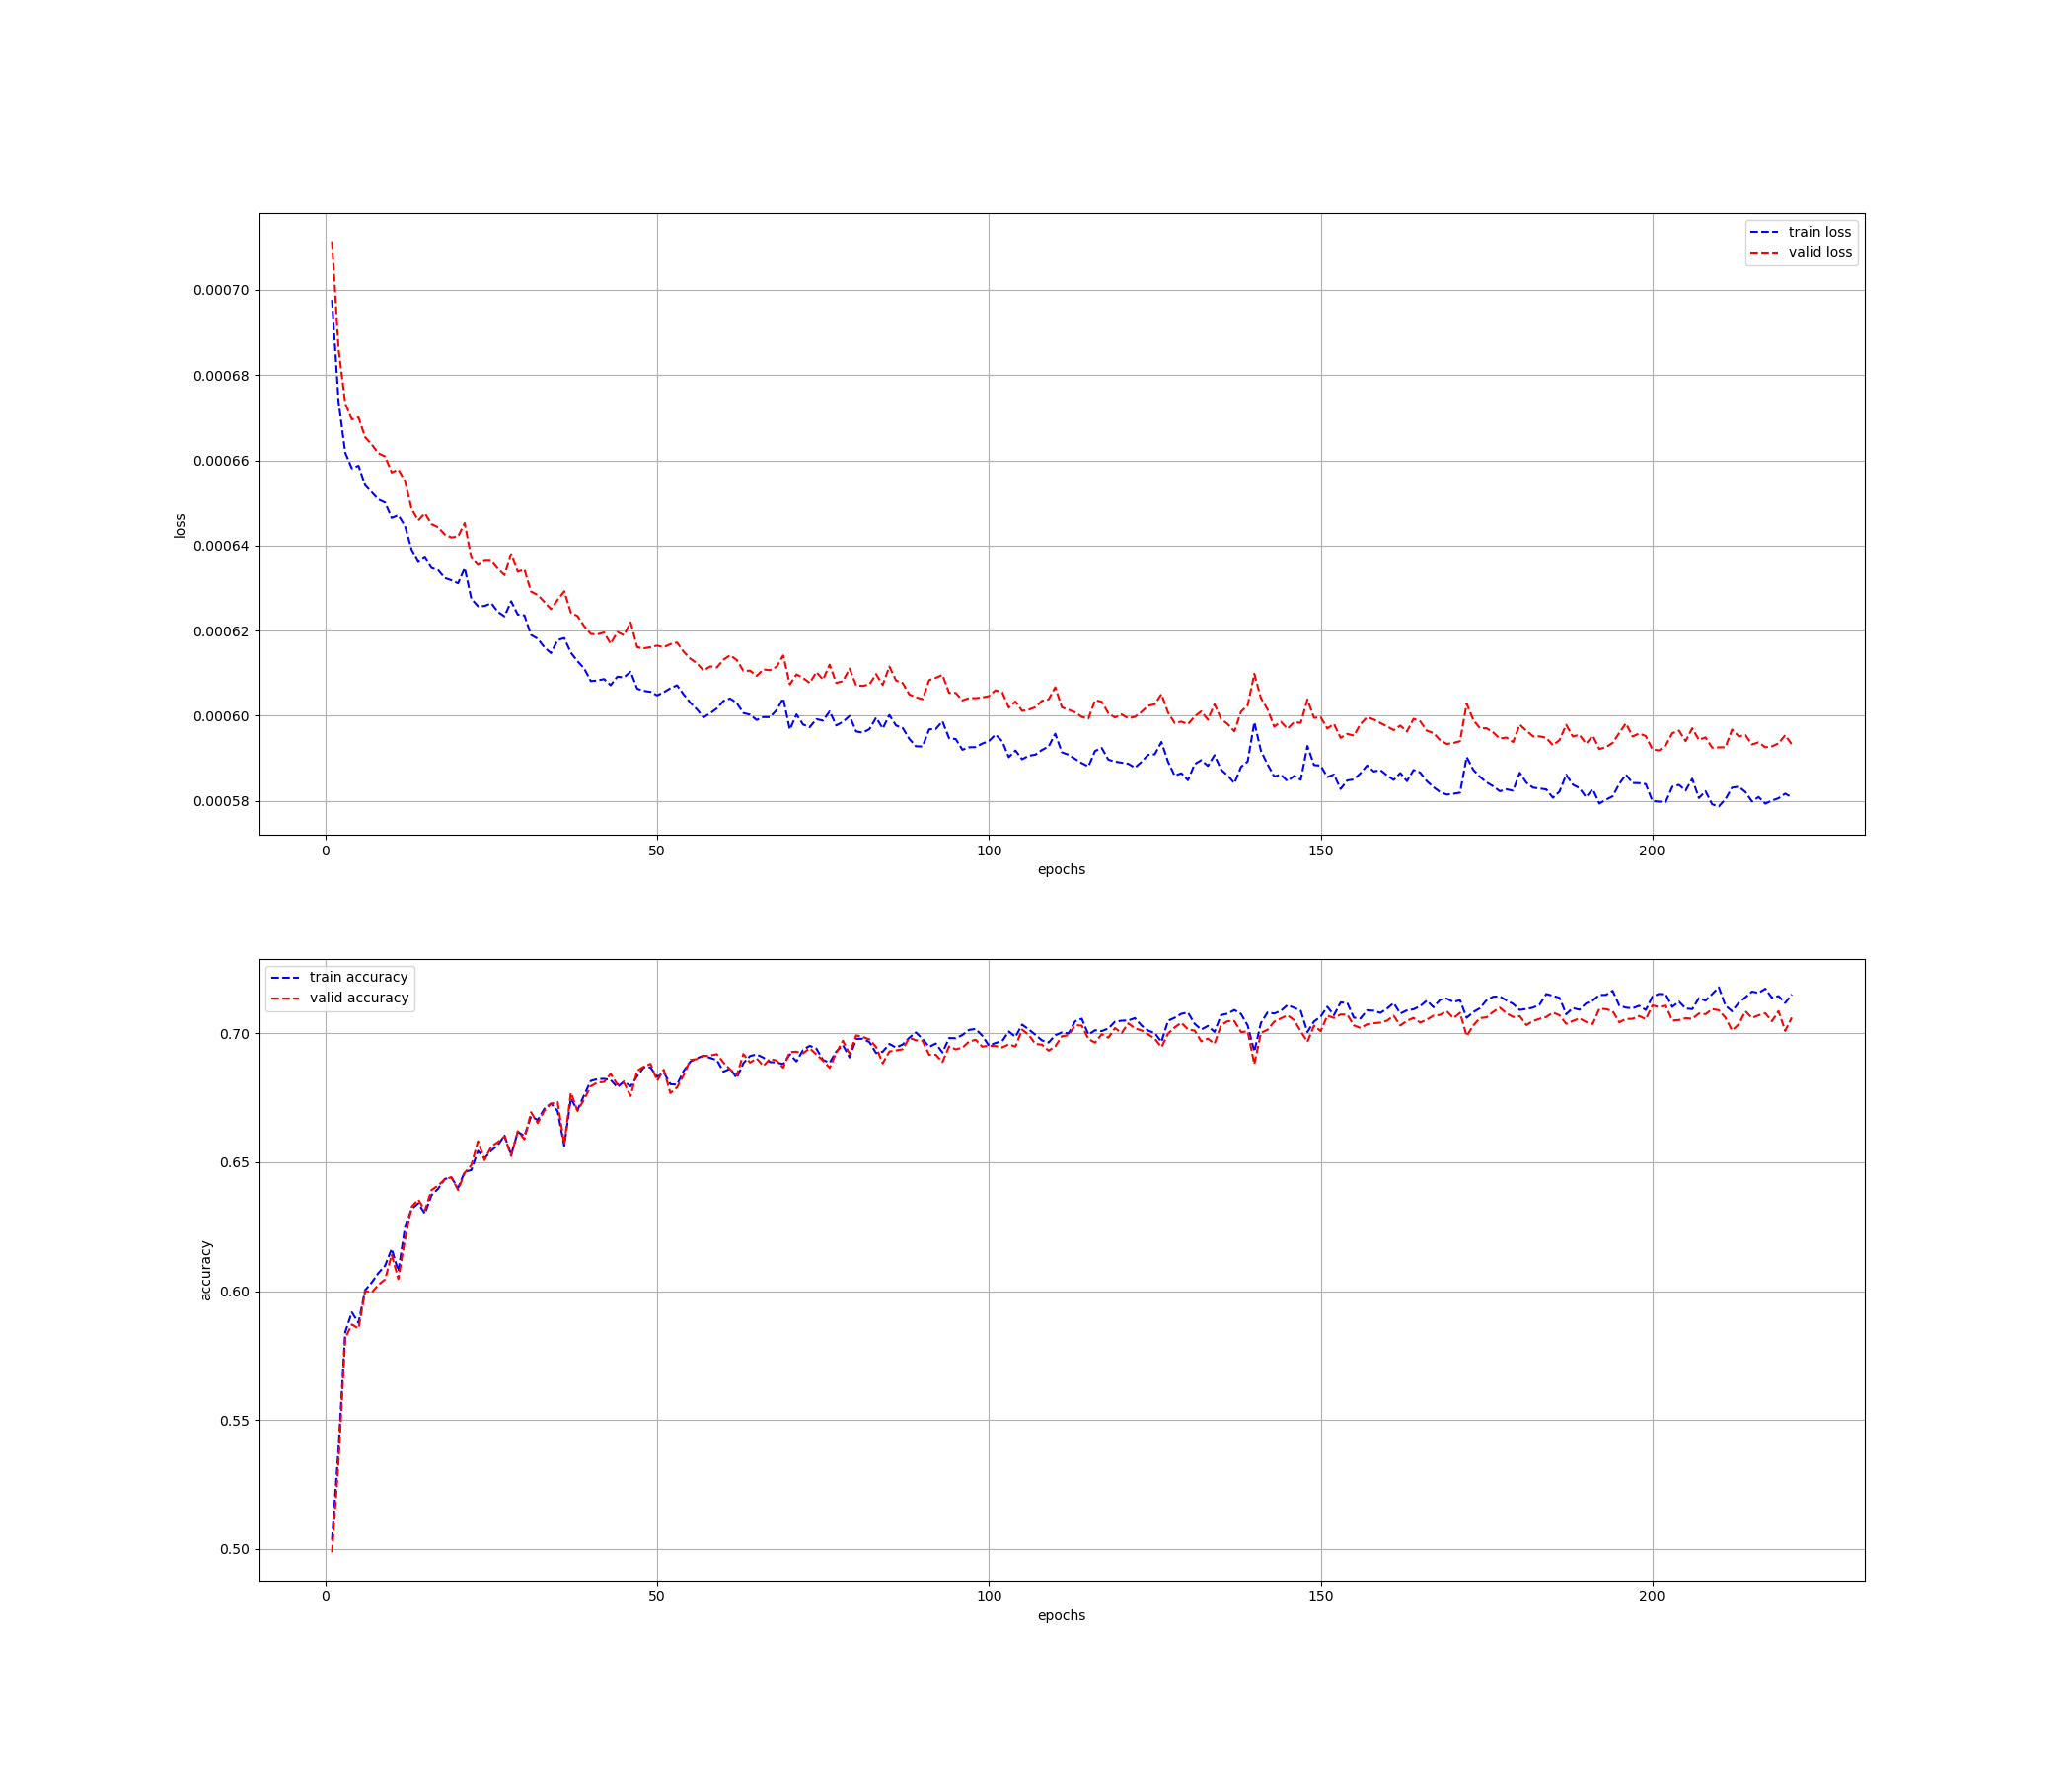 train loss
valid loss
0.00070
0.00068
0.00066
0.00064
0.00062
0.00060
0.00058
loss
0 50 100 150 200
epochs
train accuracy
valid accuracy
0.70
0.65
0.60
0.55
0.50
accuracy
0 50 100 150 200
epochs